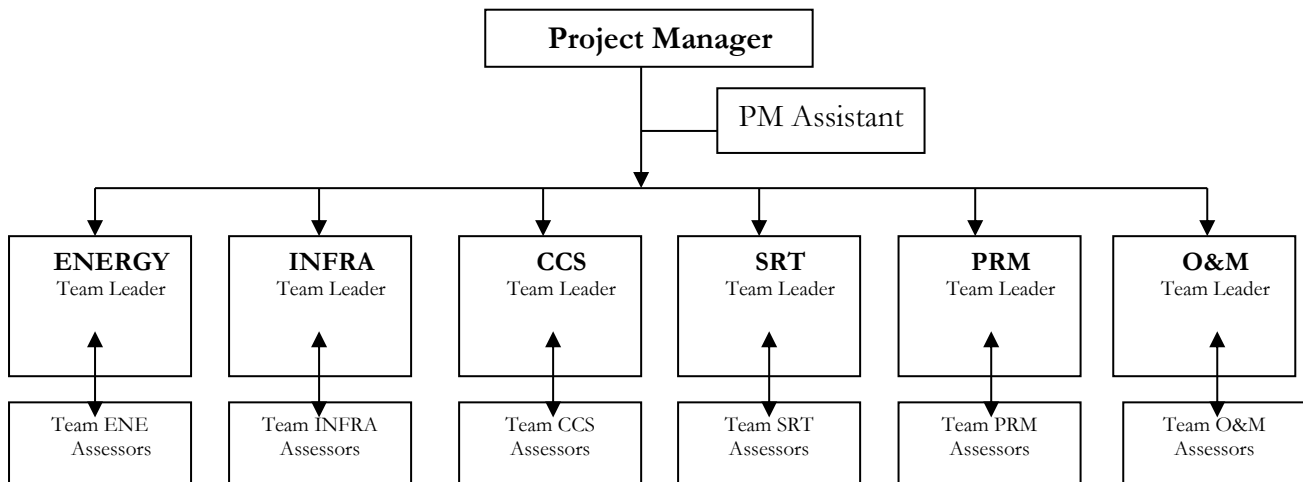 Project Manager
PM Assistant
ENERGY
Team Leader
INFRA
Team Leader
CCS
Team Leader
SRT
Team Leader
PRM
Team Leader
O&M
Team Leader
Team ENE
Assessors
Team INFRA
Assessors
Team CCS
Assessors
Team SRT
Assessors
Team PRM
Assessors
Team O&M
Assessors